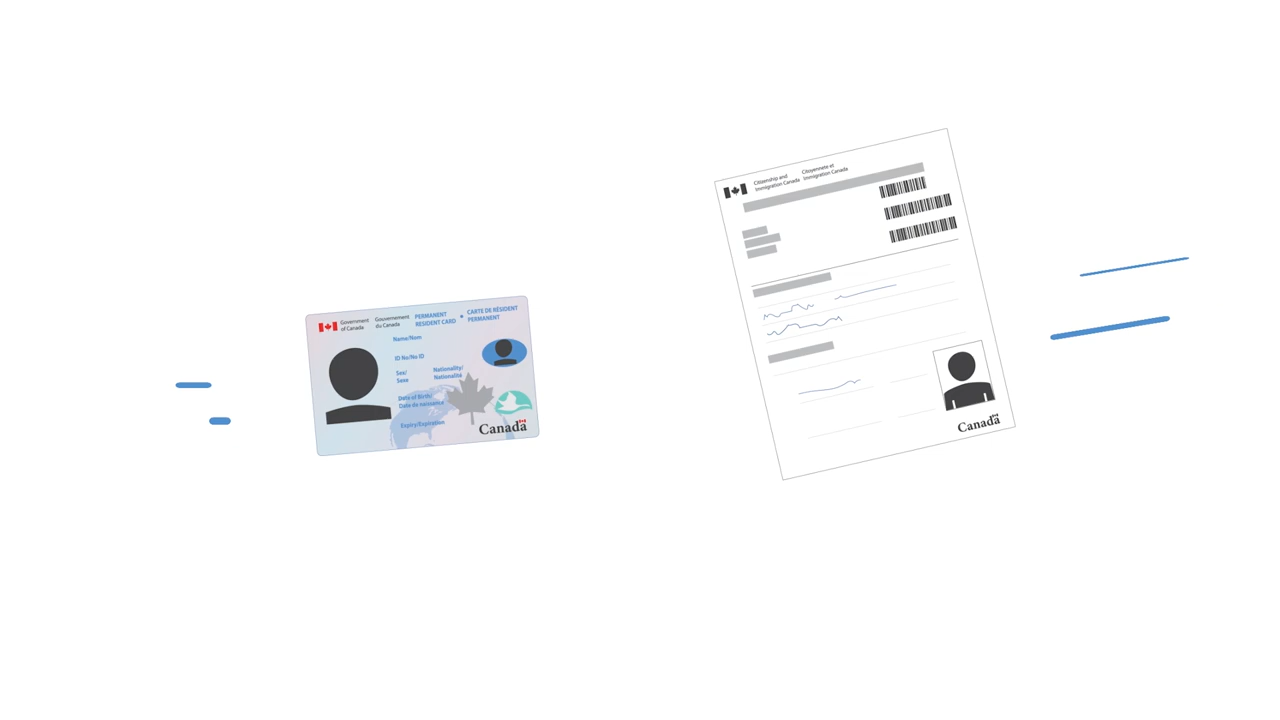 Government
of Canada
Gouvernement
du Canada
PERMANENT
RESIDENT CARD
CARTE DE RÉSIDENT
PERMANENT
Name/Nom
ID No/No ID
Sex/
Sexe
Nationality/
Nationalité
Date of Birth/
Date de naissance
Expiry/Expiration
Canada
Citizenship and
Immigration Canada
Citoyennete et
Immigration Canada
Canada